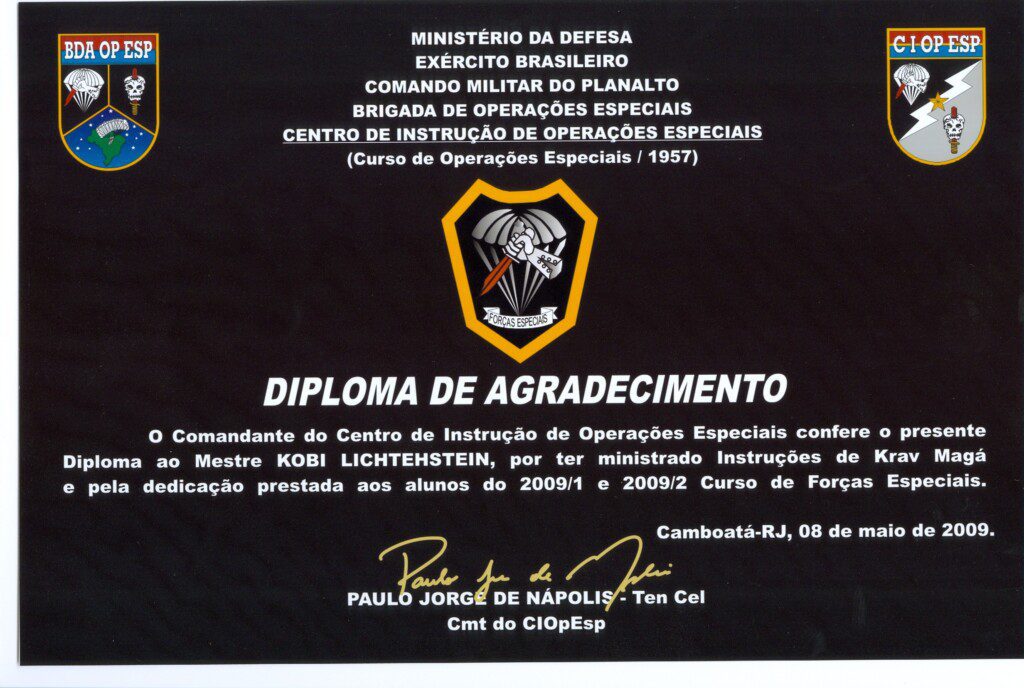 BDA OP ESP
C I OP ESP
MINISTÉRIO DA DEFESA
EXÉRCITO BRASILEIRO
COMANDO MILITAR DO PLANALTO
BRIGADA DE OPERAÇÕES ESPECIAIS
CENTRO DE INSTRUÇÃO DE OPERAÇÕES ESPECIAIS
(Curso de Operações Especiais / 1957)
FORÇAS ESPECIAIS
DIPLOMA DE AGRADECIMENTO
O Comandante do Centro de Instrução de Operações Especiais confere o presente
Diploma ao Mestre KOBI LICHTEHSTEIN, por ter ministrado Instruções de Krav Magá
e pela dedicação prestada aos alunos do 2009/1 e 2009/2 Curso de Forças Especiais.
Camboatá-RJ, 08 de maio de 2009.
PAULO JORGE DE NÁPOLIS - Ten Cel
Cmt do CIOpEsp